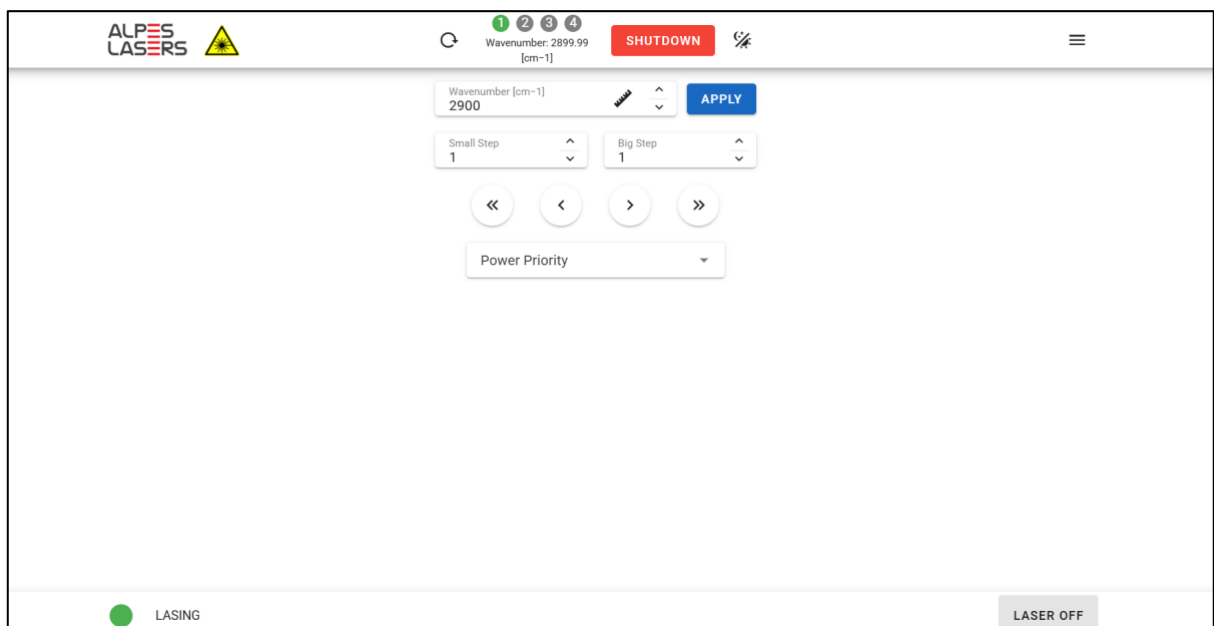 ALPES
LASERS
1 2 3 4
Wavenumber: 2899.99
[cm-1]
SHUTDOWN
Wavenumber [cm-1]
2900
APPLY
Small Step
1
Big Step
1
« ‹ › »
Power Priority
LASING
LASER OFF